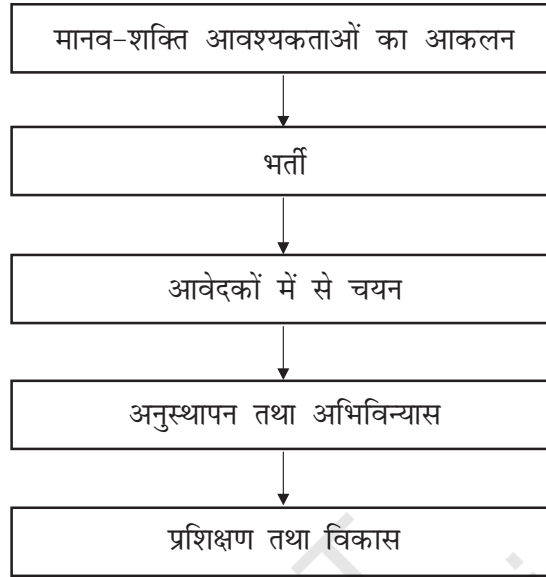 मानव-शक्ति आवश्यकताओं का आकलन
भर्ती
आवेदकों में से चयन
अनुस्थापन तथा अभिविन्यास
प्रशिक्षण तथा विकास